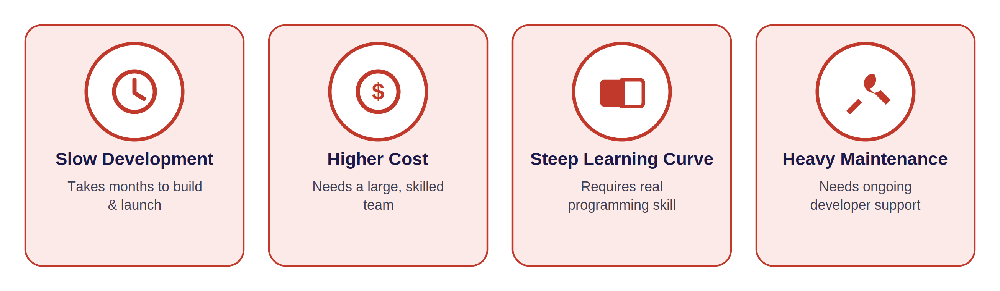 $
Slow Development
Takes months to build
& launch
Higher Cost
Needs a large, skilled
team
Steep Learning Curve
Requires real
programming skill
Heavy Maintenance
Needs ongoing
developer support